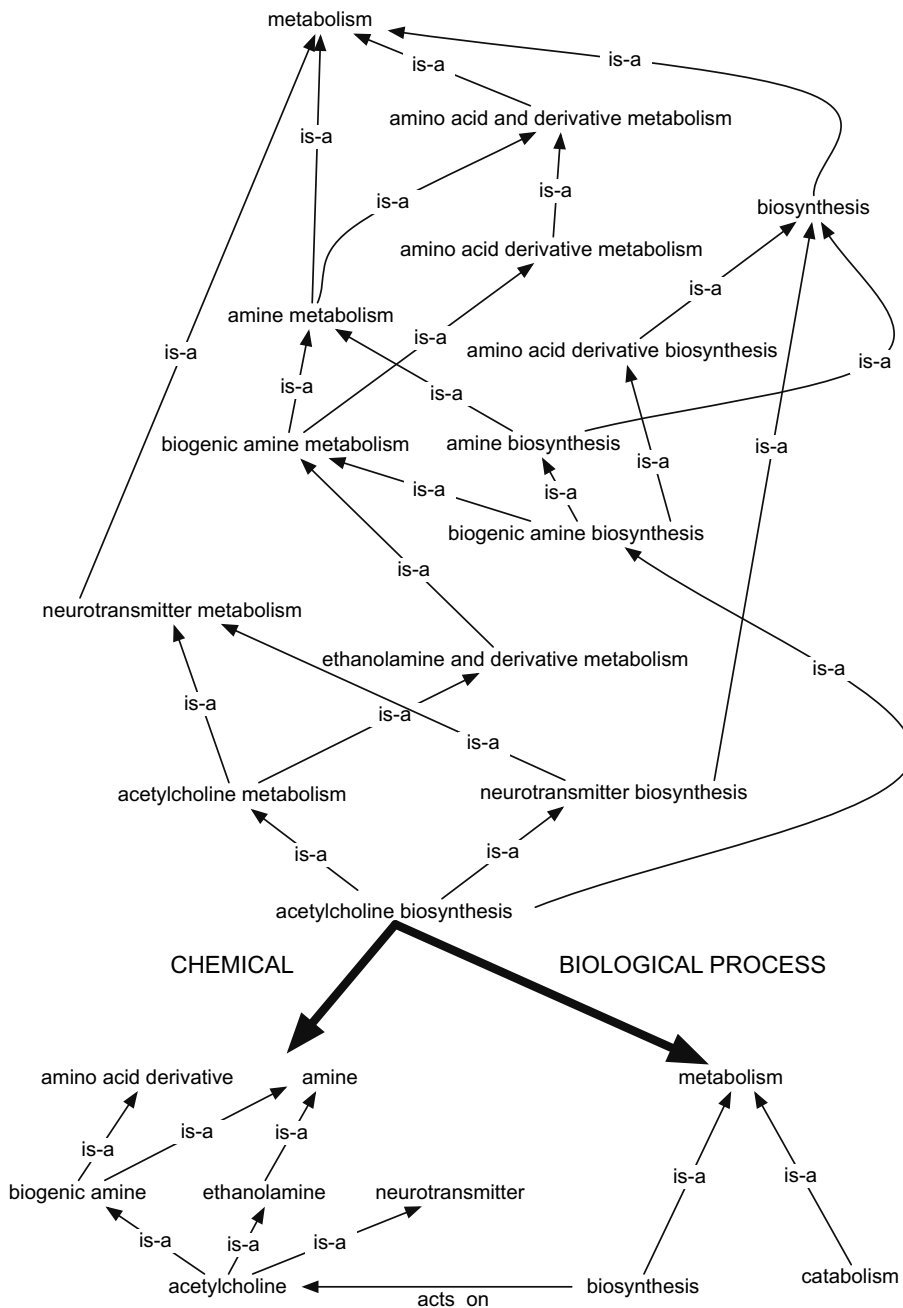 metabolism
is-a
is-a
amino acid and derivative metabolism
is-a
is-a
is-a
biosynthesis
amino acid derivative metabolism
is-a
amine metabolism
is-a
is-a
amino acid derivative biosynthesis
is-a
is-a
is-a
biogenic amine metabolism
amine biosynthesis
is-a
is-a
is-a
is-a
biogenic amine biosynthesis
is-a
neurotransmitter metabolism
ethanolamine and derivative metabolism
is-a
is-a
is-a
is-a
acetylcholine metabolism
neurotransmitter biosynthesis
is-a
is-a
acetylcholine biosynthesis
CHEMICAL
BIOLOGICAL PROCESS
amino acid derivative
amine
metabolism
is-a
is-a
is-a
is-a
is-a
biogenic amine
ethanolamine
neurotransmitter
is-a
is-a
is-a
acetylcholine
biosynthesis
catabolism
acts on